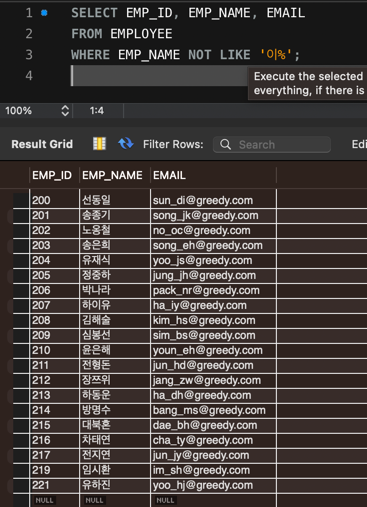 1 SELECT EMP_ID, EMP_NAME, EMAIL
2 FROM EMPLOYEE
3 WHERE EMP_NAME NOT LIKE '이%';
4
Execute the selected
everything, if there is
100% 1:4
Result Grid Filter Rows: Search Edi
EMP_ID EMP_NAME EMAIL
200 선동일 sun_di@greedy.com
201 송종기 song_jk@greedy.com
202 노옹철 no_oc@greedy.com
203 송은희 song_eh@greedy.com
204 유재식 yoo_js@greedy.com
205 정중하 jung_jh@greedy.com
206 박나라 pack_nr@greedy.com
207 하이유 ha_iy@greedy.com
208 김해술 kim_hs@greedy.com
209 심봉선 sim_bs@greedy.com
210 윤은해 youn_eh@greedy.com
211 전형돈 jun_hd@greedy.com
212 장쯔위 jang_zw@greedy.com
213 하동운 ha_dh@greedy.com
214 방명수 bang_ms@greedy.com
215 대북혼 dae_bh@greedy.com
216 차태연 cha_ty@greedy.com
217 전지연 jun_jy@greedy.com
219 임시환 im_sh@greedy.com
221 유하진 yoo_hj@greedy.com
NULL NULL NULL